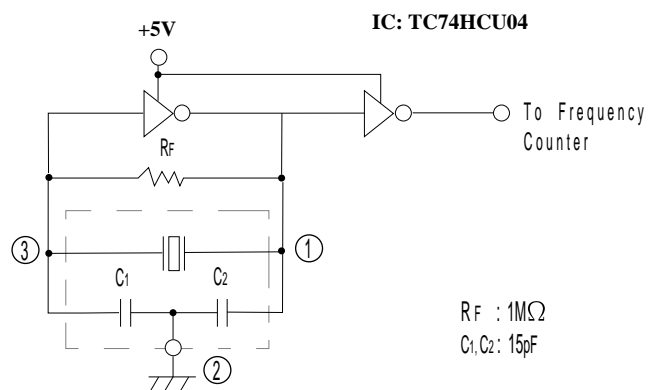 IC: TC74HCU04
+5V
To Frequency
Counter
RF
③
①
C1
C2
②
RF : 1MΩ
C1,C2: 15pF